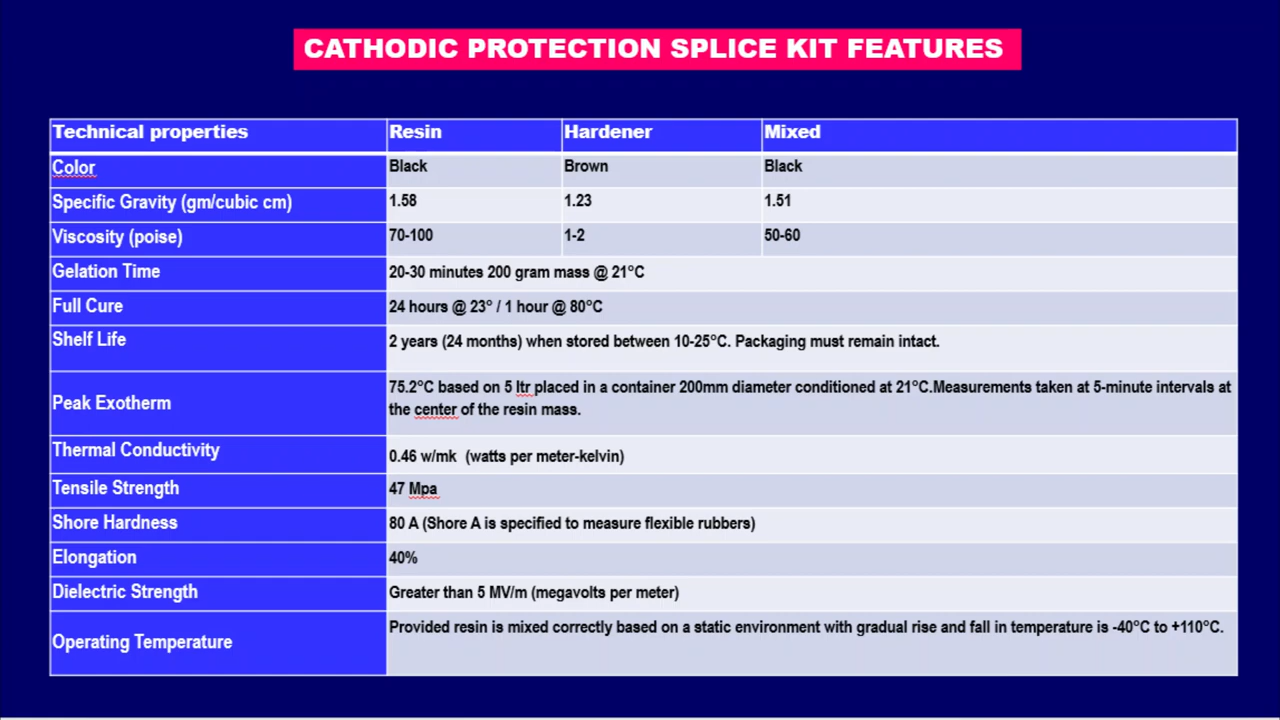 CATHODIC PROTECTION SPLICE KIT FEATURES
Technical properties Resin Hardener Mixed
Color Black Brown Black
Specific Gravity (gm/cubic cm) 1.58 1.23 1.51
Viscosity (poise) 70-100 1-2 50-60
Gelation Time 20-30 minutes 200 gram mass @ 21°C
Full Cure 24 hours @ 23° / 1 hour @ 80°C
Shelf Life 2 years (24 months) when stored between 10-25°C. Packaging must remain intact.
Peak Exotherm 75.2°C based on 5 ltr placed in a container 200mm diameter conditioned at 21°C.Measurements taken at 5-minute intervals at
the center of the resin mass.
Thermal Conductivity 0.46 w/mk (watts per meter-kelvin)
Tensile Strength 47 Mpa
Shore Hardness 80 A (Shore A is specified to measure flexible rubbers)
Elongation 40%
Dielectric Strength Greater than 5 MV/m (megavolts per meter)
Operating Temperature Provided resin is mixed correctly based on a static environment with gradual rise and fall in temperature is -40°C to +110°C.